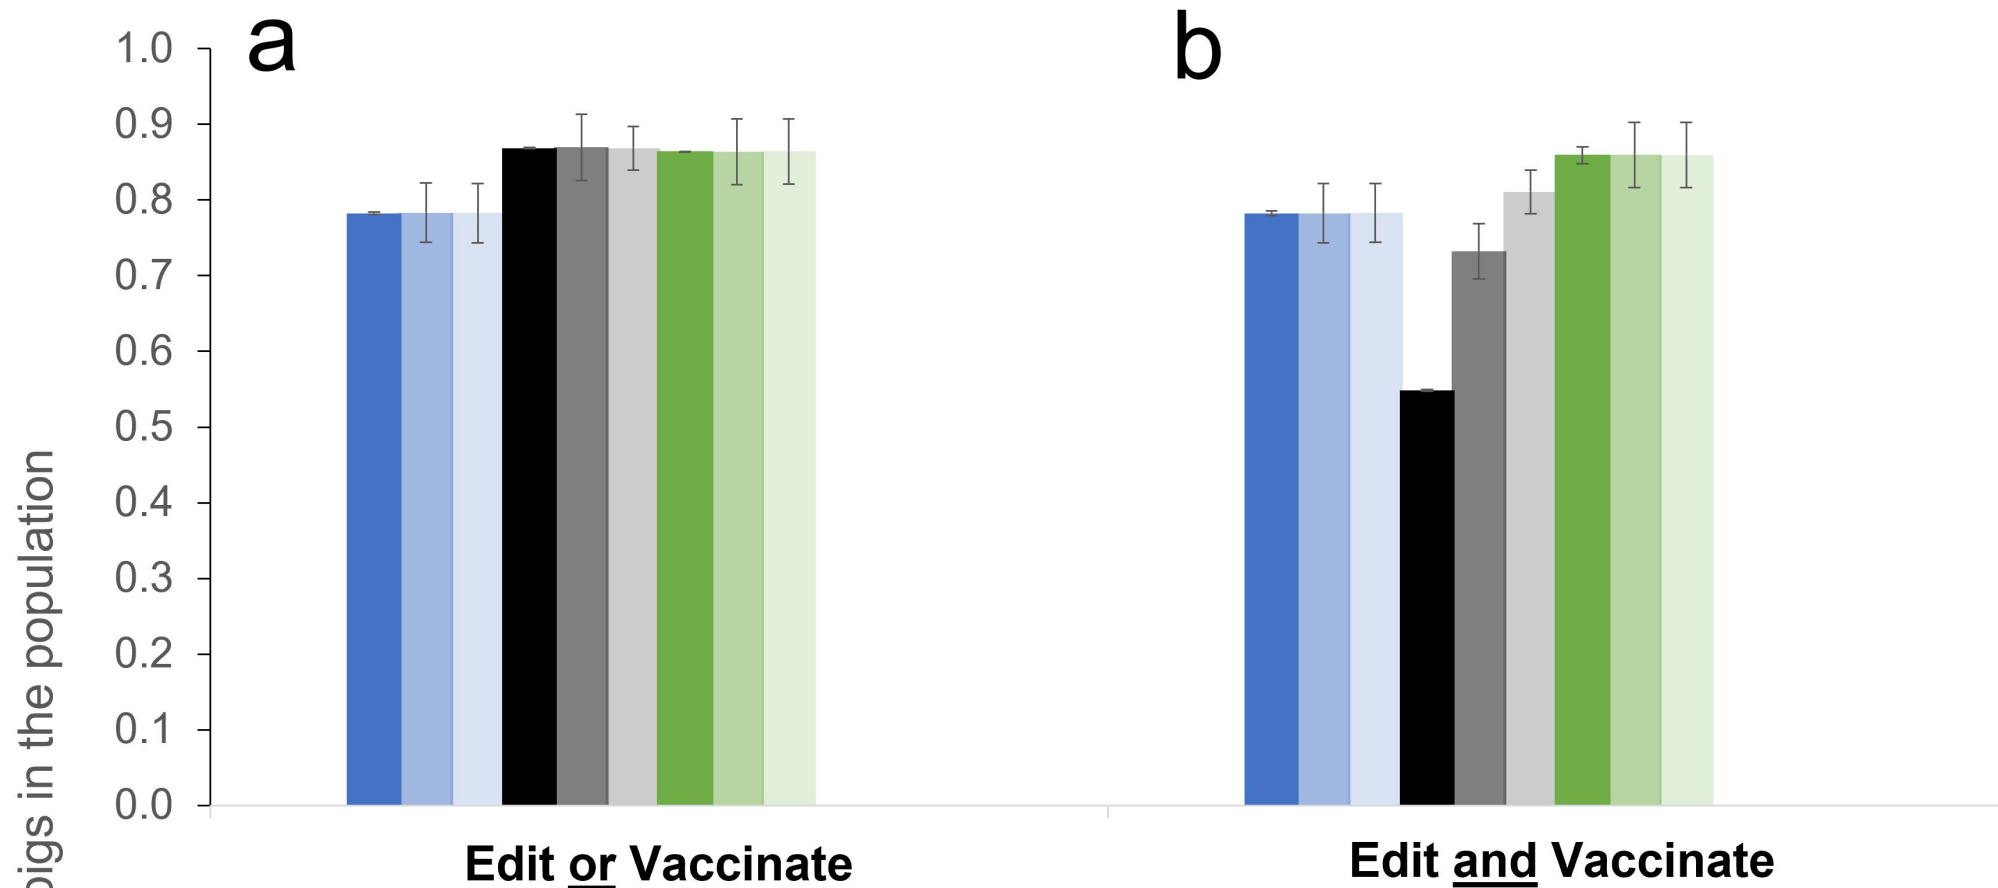 a
b
1.0
0.9
0.8
0.7
0.6
0.5
0.4
0.3
0.2
0.1
0.0
pigs in the population
Edit or Vaccinate
Edit and Vaccinate